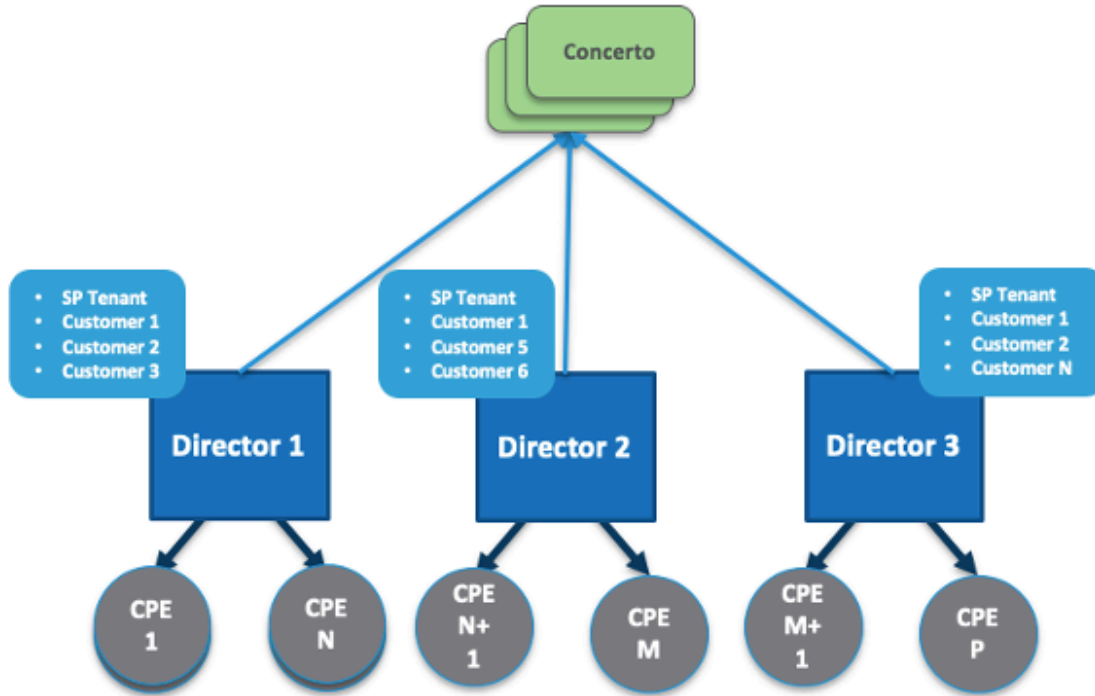 Concerto
• SP Tenant
• Customer 1
• Customer 2
• Customer 3
• SP Tenant
• Customer 1
• Customer 5
• Customer 6
• SP Tenant
• Customer 1
• Customer 2
• Customer N
Director 1
Director 2
Director 3
CPE
1
CPE
N
CPE
N+
1
CPE
M
CPE
M+
1
CPE
P